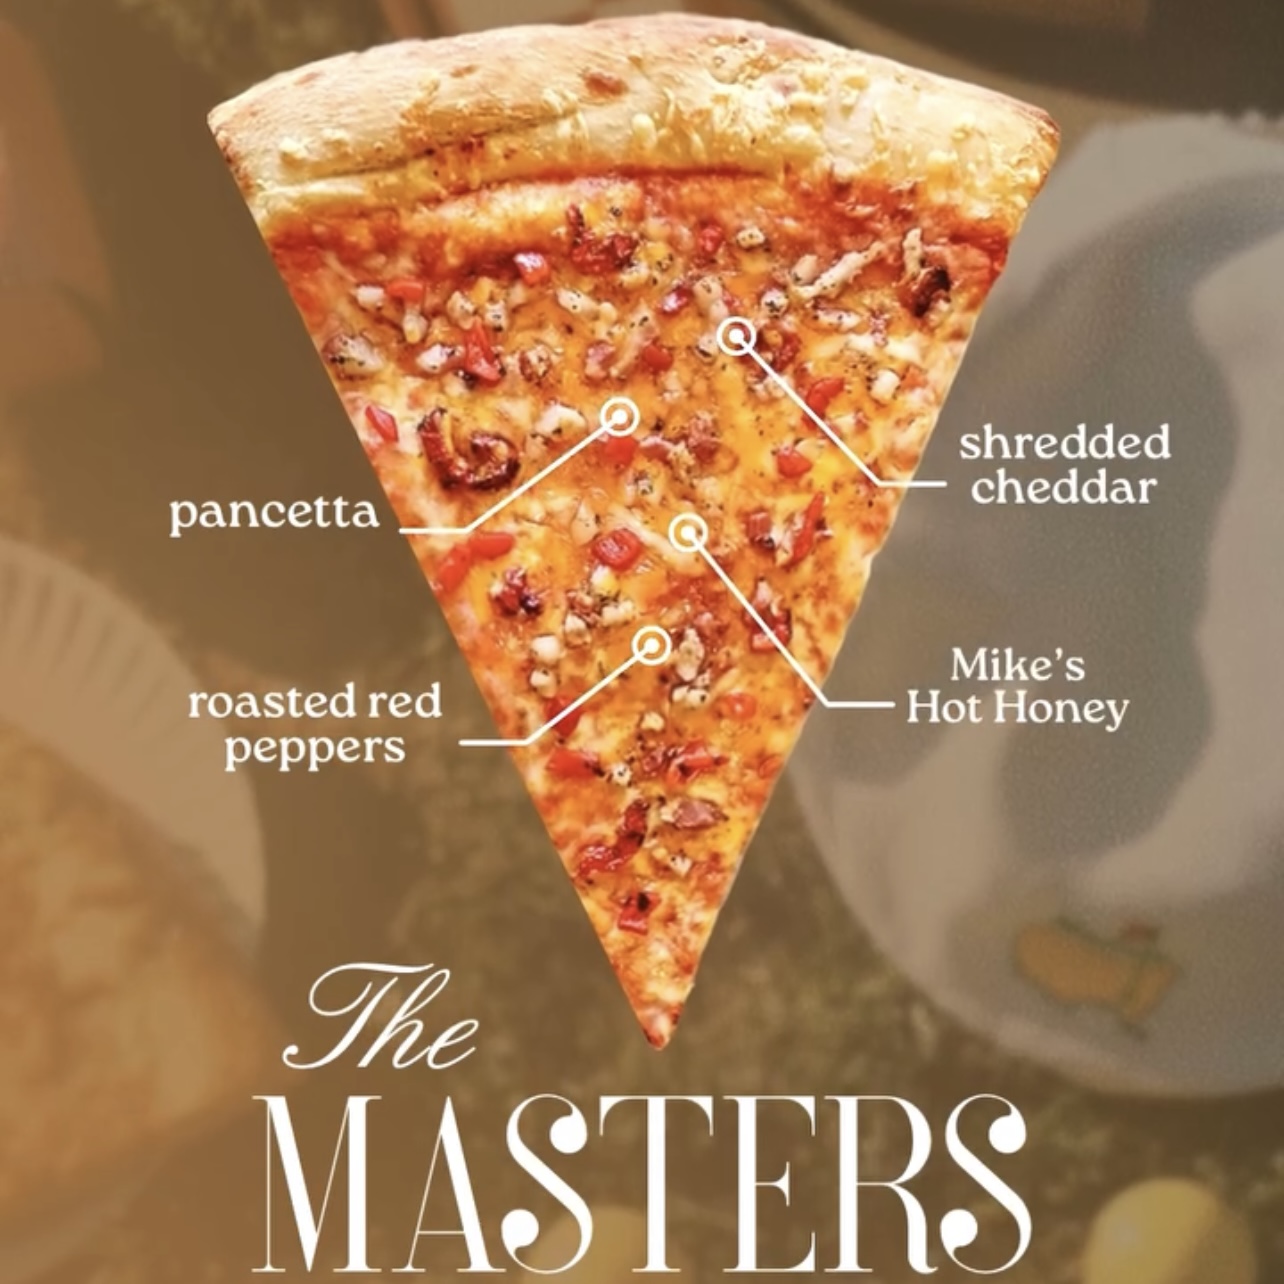 shredded
cheddar
pancetta
Mike's
Hot Honey
roasted red
peppers
The
MASTERS